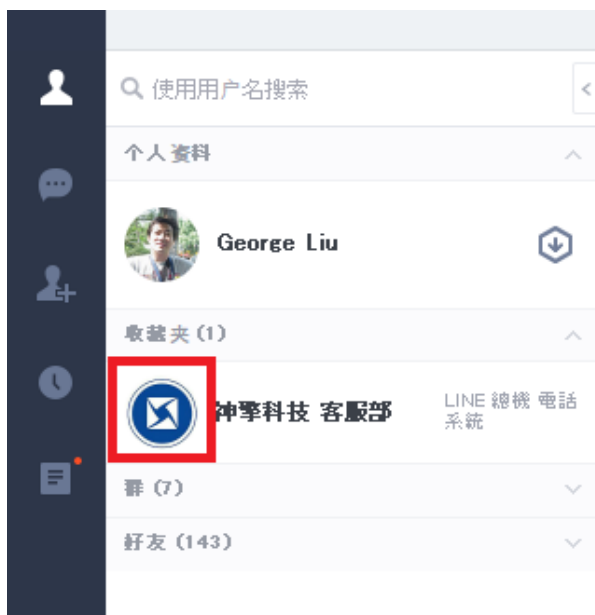 使用用户名搜索
个人资料
George Liu
收藏夹 (1)
神擎科技 客服部
LINE 總機 電話
系統
群 (7)
好友 (143)